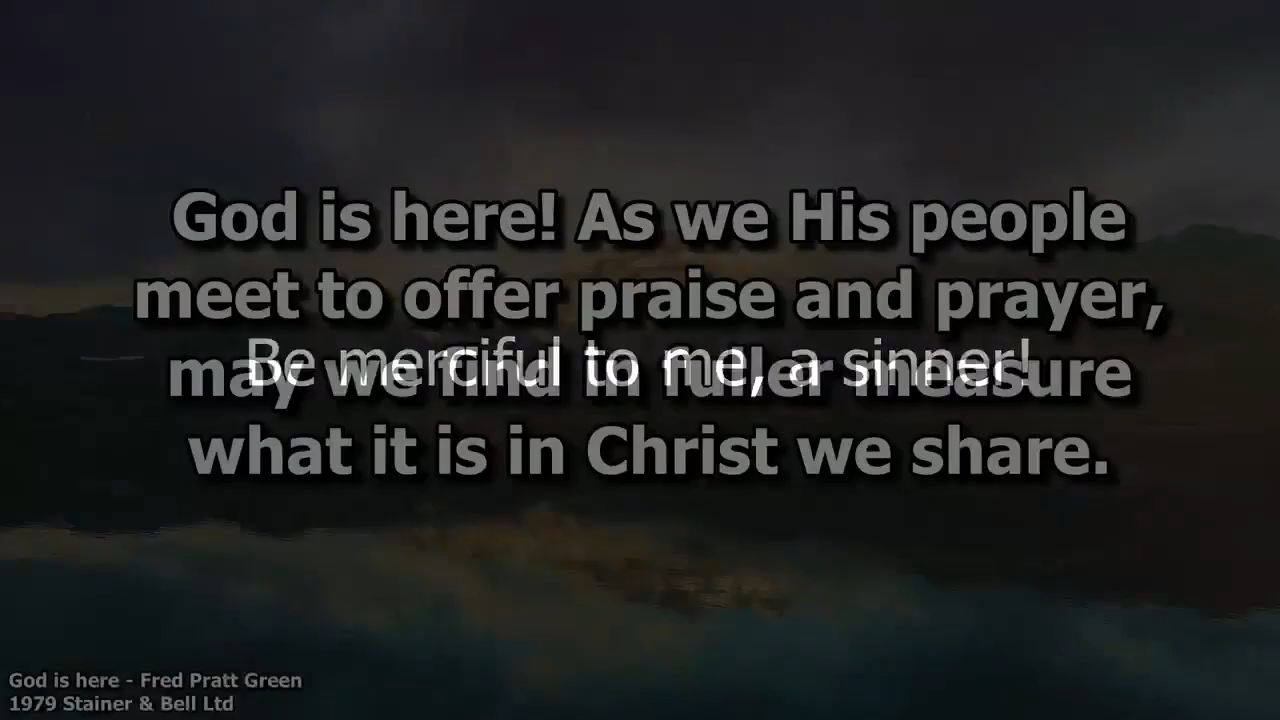 God is here! As we His people
meet to offer praise and prayer,
Be merciful to me, a sinner!
may we find in fuller measure
what it is in Christ we share.
God is here - Fred Pratt Green
1979 Stainer & Bell Ltd